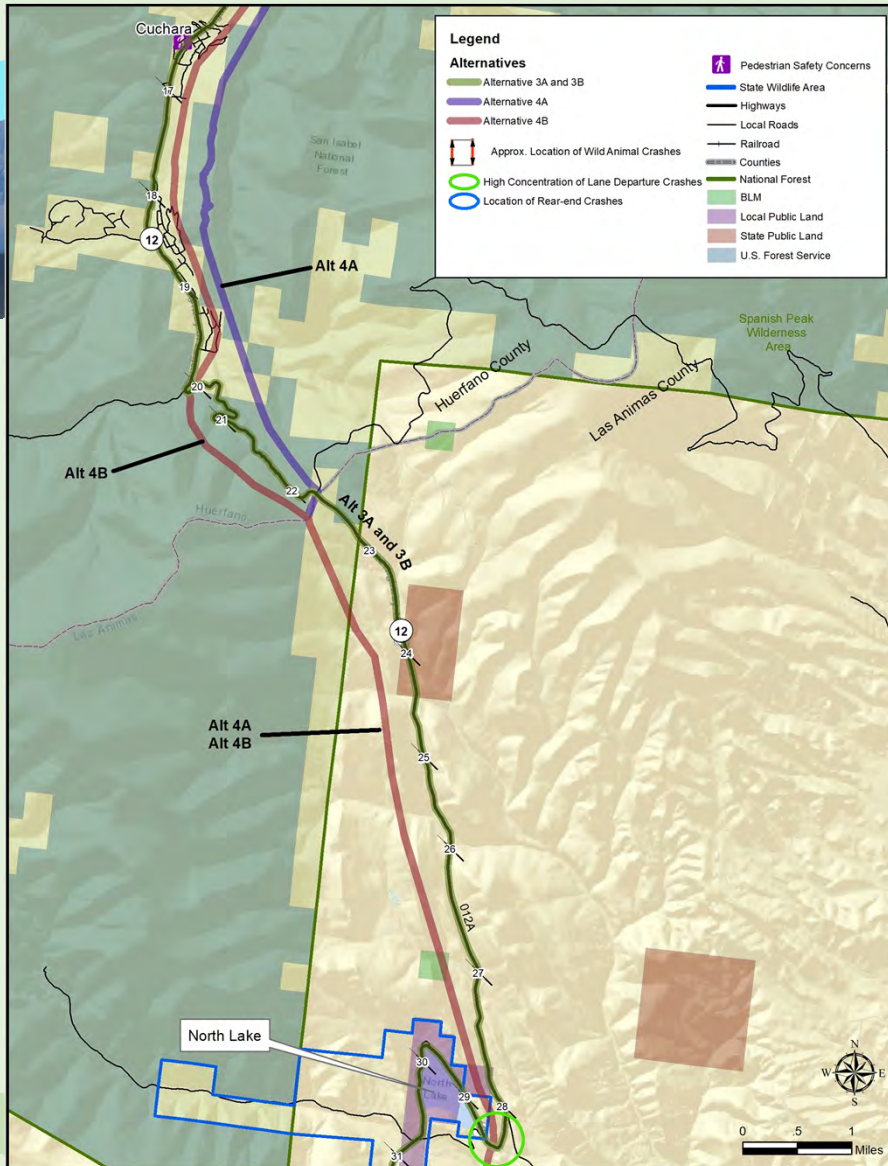 Cuchara
17
San Isabel
National
Forest
18
12
19
Alt 4A
20
21
Alt 4B
22
Huerfano
Las Animas
Huerfano County
Las Animas County
Spanish Peak
Wilderness
Area
Alt 3A and 3B
23
12
24
Alt 4A
Alt 4B
25
26
012A
27
North Lake
30
North
Lake
29
28
31
Legend
Alternatives
Alternative 3A and 3B
Alternative 4A
Alternative 4B
Approx. Location of Wild Animal Crashes
High Concentration of Lane Departure Crashes
Location of Rear-end Crashes
Pedestrian Safety Concerns
State Wildlife Area
Highways
Local Roads
Railroad
Counties
National Forest
BLM
Local Public Land
State Public Land
U.S. Forest Service
N
W E
S
0 .5 1
Miles